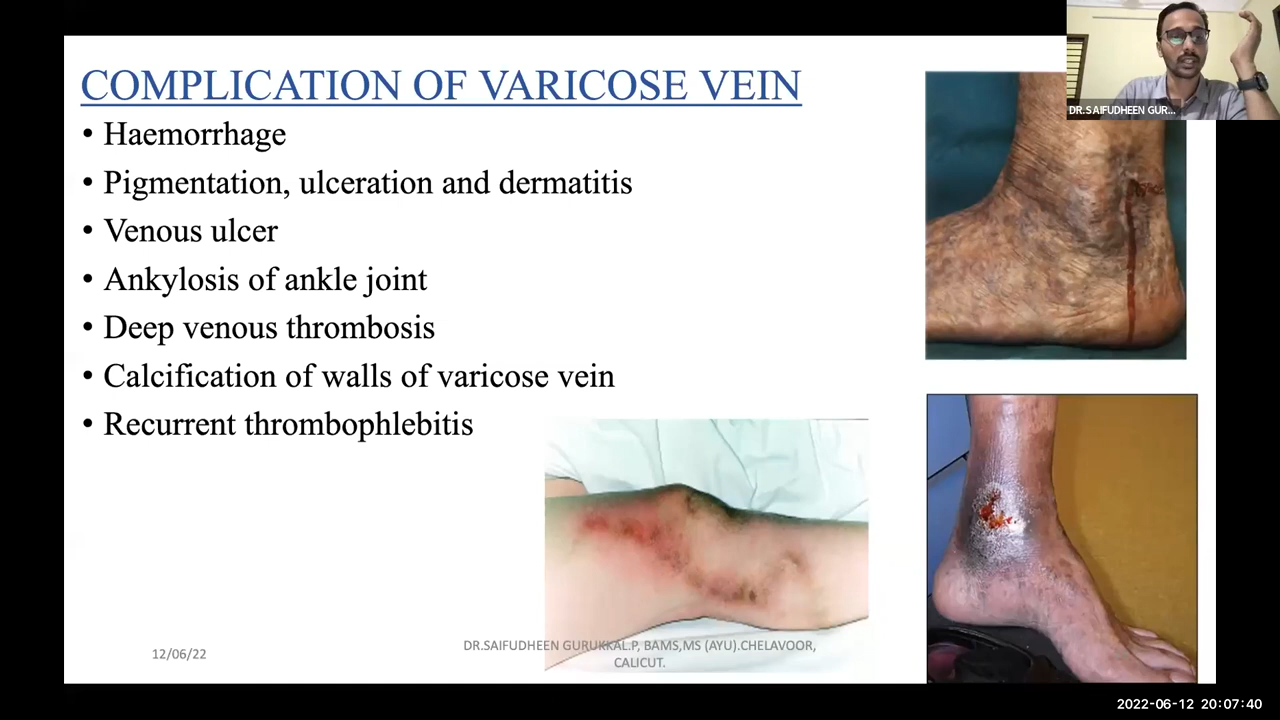 COMPLICATION OF VARICOSE VEIN
• Haemorrhage
• Pigmentation, ulceration and dermatitis
• Venous ulcer
• Ankylosis of ankle joint
• Deep venous thrombosis
• Calcification of walls of varicose vein
• Recurrent thrombophlebitis
12/06/22
DR.SAIFUDHEEN GURUKKAL.P, BAMS,MS (AYU).CHELAVOOR,
CALICUT.
DR.SAIFUDHEEN GUR...
2022-06-12 20:07:40